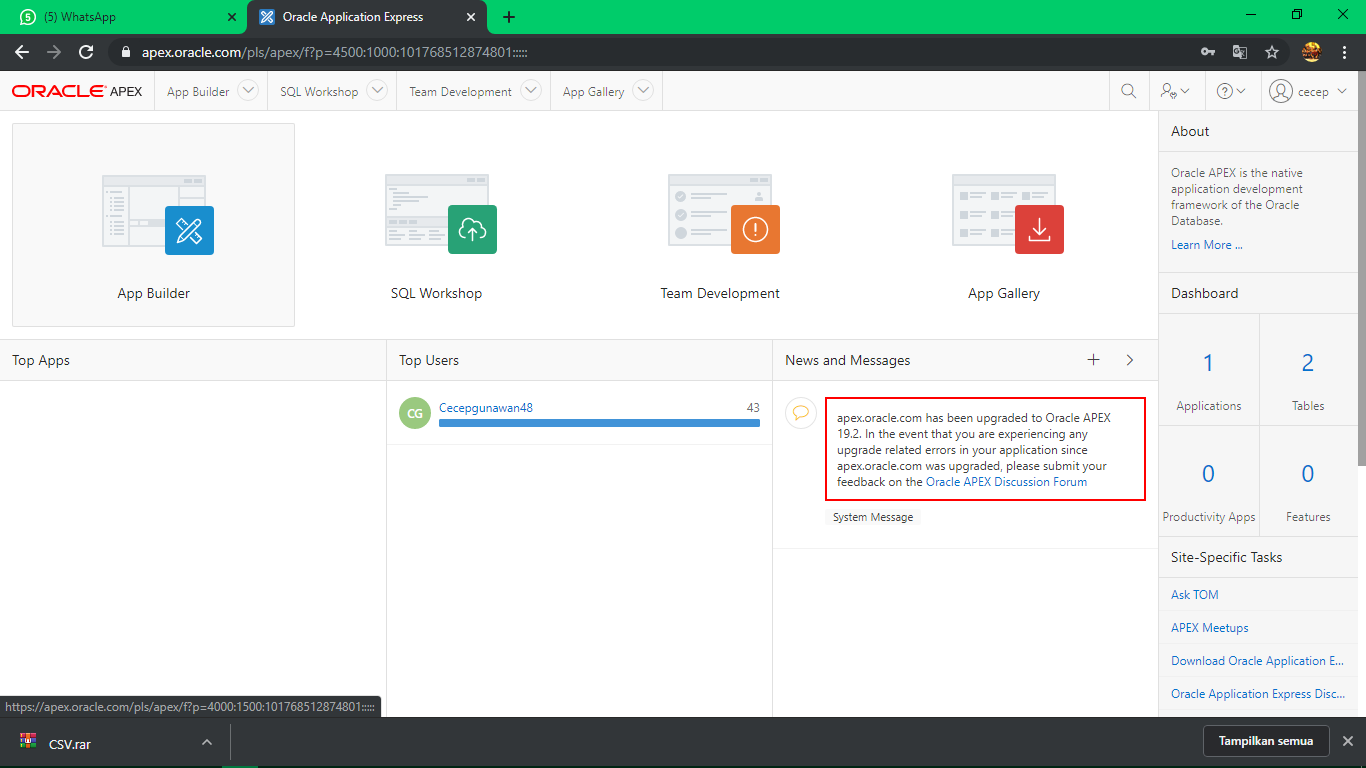 (5) WhatsApp
Oracle Application Express
apex.oracle.com/pls/apex/f?p=4500:1000:101768512874801:::::
ORACLE APEX
App Builder
SQL Workshop
Team Development
App Gallery
cecep
App Builder
SQL Workshop
Team Development
App Gallery
About
Oracle APEX is the native
application development
framework of the Oracle
Database.
Learn More ...
Dashboard
1
Applications
2
Tables
0
Productivity Apps
0
Features
Top Apps
Top Users
CG
Cecepgunawan48
43
News and Messages
apex.oracle.com has been upgraded to Oracle APEX
19.2. In the event that you are experiencing any
upgrade related errors in your application since
apex.oracle.com was upgraded, please submit your
feedback on the Oracle APEX Discussion Forum
System Message
Site-Specific Tasks
Ask TOM
APEX Meetups
Download Oracle Application E...
Oracle Application Express Disc...
https://apex.oracle.com/pls/apex/f?p=4000:1500:101768512874801:::::
CSV.rar
Tampilkan semua